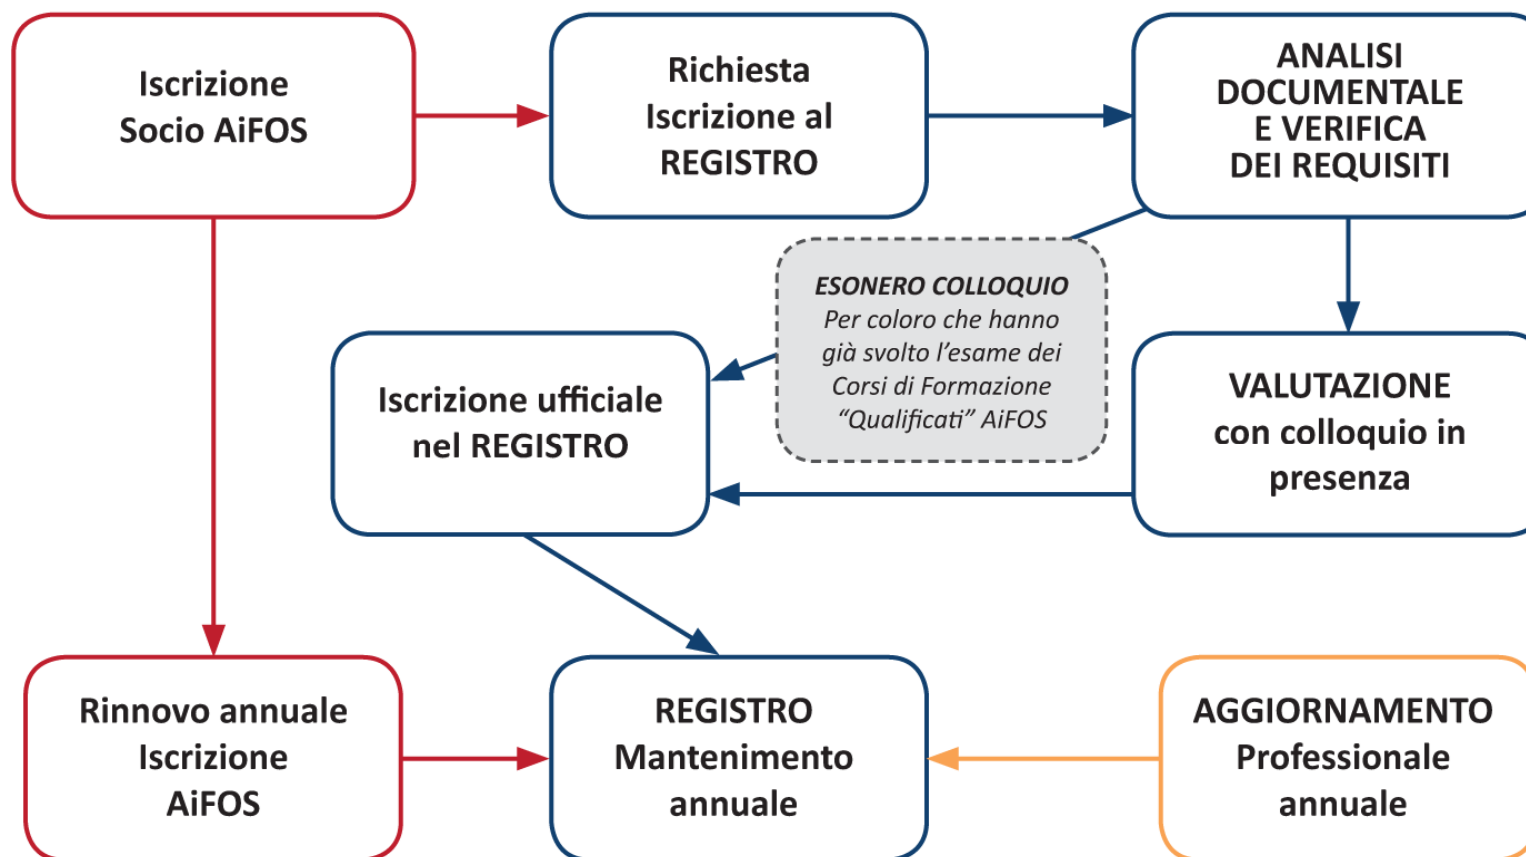 Iscrizione
Socio AiFOS
Richiesta
Iscrizione al
REGISTRO
ANALISI
DOCUMENTALE
E VERIFICA
DEI REQUISITI
ESONERO COLLOQUIO
Per coloro che hanno
già svolto l’esame dei
Corsi di Formazione
“Qualificati” AiFOS
Iscrizione ufficiale
nel REGISTRO
VALUTAZIONE
con colloquio in
presenza
Rinnovo annuale
Iscrizione
AiFOS
REGISTRO
Mantenimento
annuale
AGGIORNAMENTO
Professionale
annuale